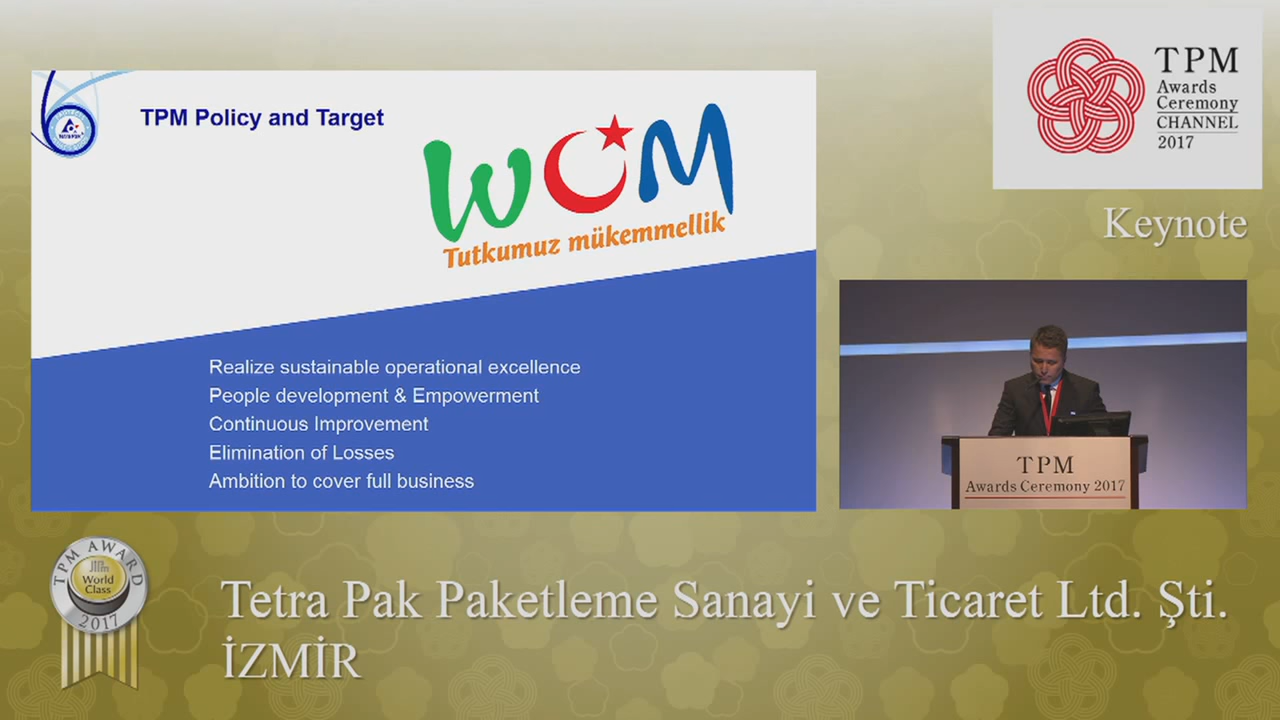 TPM Policy and Target
WCM
Tutkumuz mükemmellik
Realize sustainable operational excellence
People development & Empowerment
Continuous Improvement
Elimination of Losses
Ambition to cover full business
TPM
Awards
Ceremony
CHANNEL
2017
Keynote
TPM
Awards Ceremony 2017
TPM AWARD
JIPM
World
Class
2017
Tetra Pak Paketleme Sanayi ve Ticaret Ltd. Şti.
İZMİR